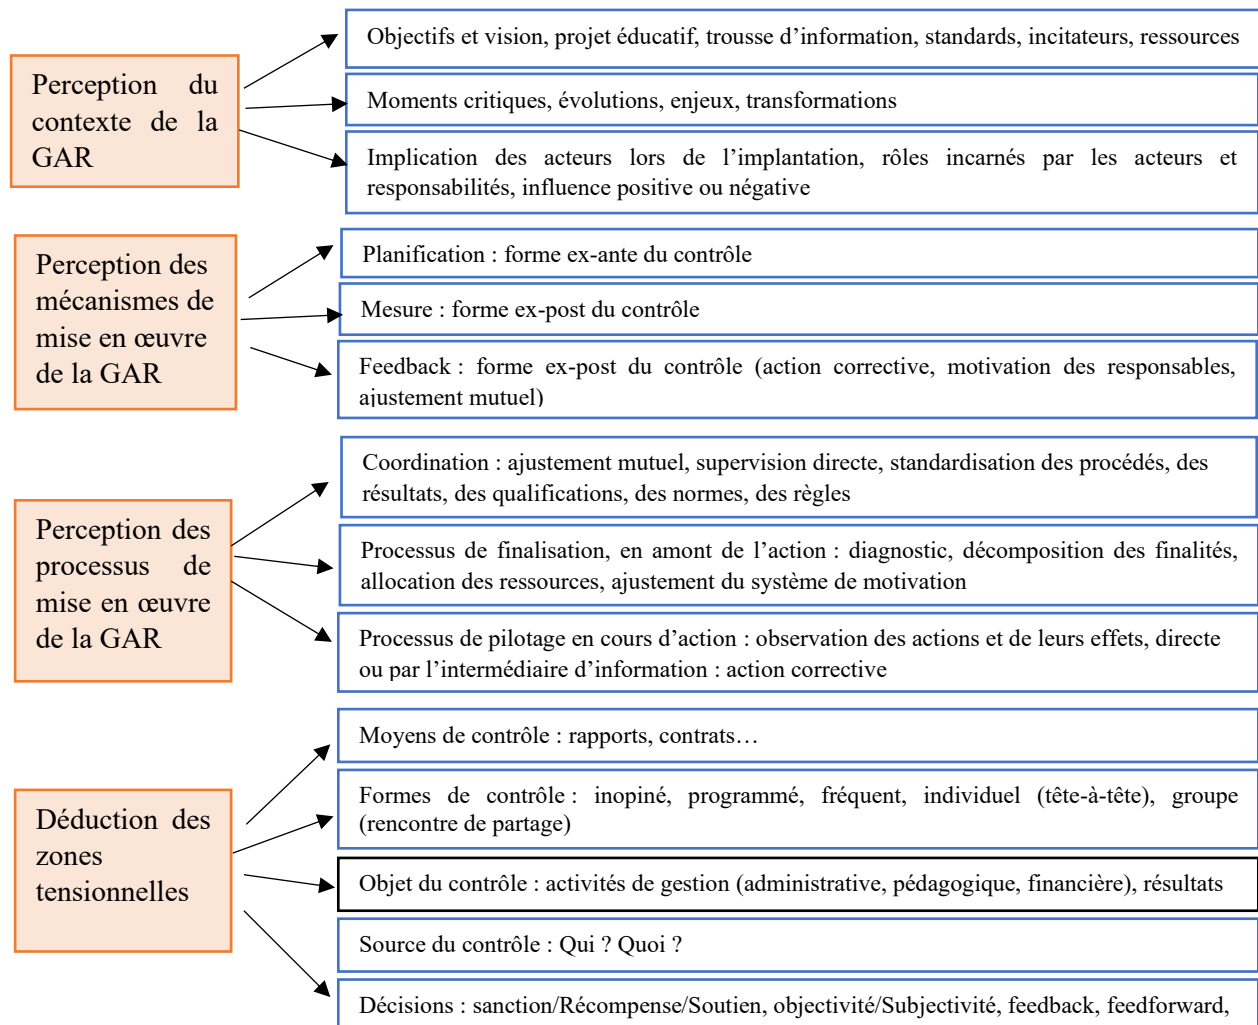 Perception du
contexte de la
GAR
Objectifs et vision, projet éducatif, trousse d’information, standards, incitateurs, ressources
Moments critiques, évolutions, enjeux, transformations
Implication des acteurs lors de l’implantation, rôles incarnés par les acteurs et
responsabilités, influence positive ou négative
Perception des
mécanismes de
mise en œuvre
de la GAR
Planification : forme ex-ante du contrôle
Mesure : forme ex-post du contrôle
Feedback : forme ex-post du contrôle (action corrective, motivation des responsables,
ajustement mutuel)
Perception des
processus de
mise en œuvre
de la GAR
Coordination : ajustement mutuel, supervision directe, standardisation des procédés, des
résultats, des qualifications, des normes, des règles
Processus de finalisation, en amont de l’action : diagnostic, décomposition des finalités,
allocation des ressources, ajustement du système de motivation
Processus de pilotage en cours d’action : observation des actions et de leurs effets, directe
ou par l’intermédiaire d’information : action corrective
Déduction des
zones
tensionnelles
Moyens de contrôle : rapports, contrats…
Formes de contrôle : inopiné, programmé, fréquent, individuel (tête-à-tête), groupe
(rencontre de partage)
Objet du contrôle : activités de gestion (administrative, pédagogique, financière), résultats
Source du contrôle : Qui ? Quoi ?
Décisions : sanction/Récompense/Soutien, objectivité/Subjectivité, feedback, feedforward,